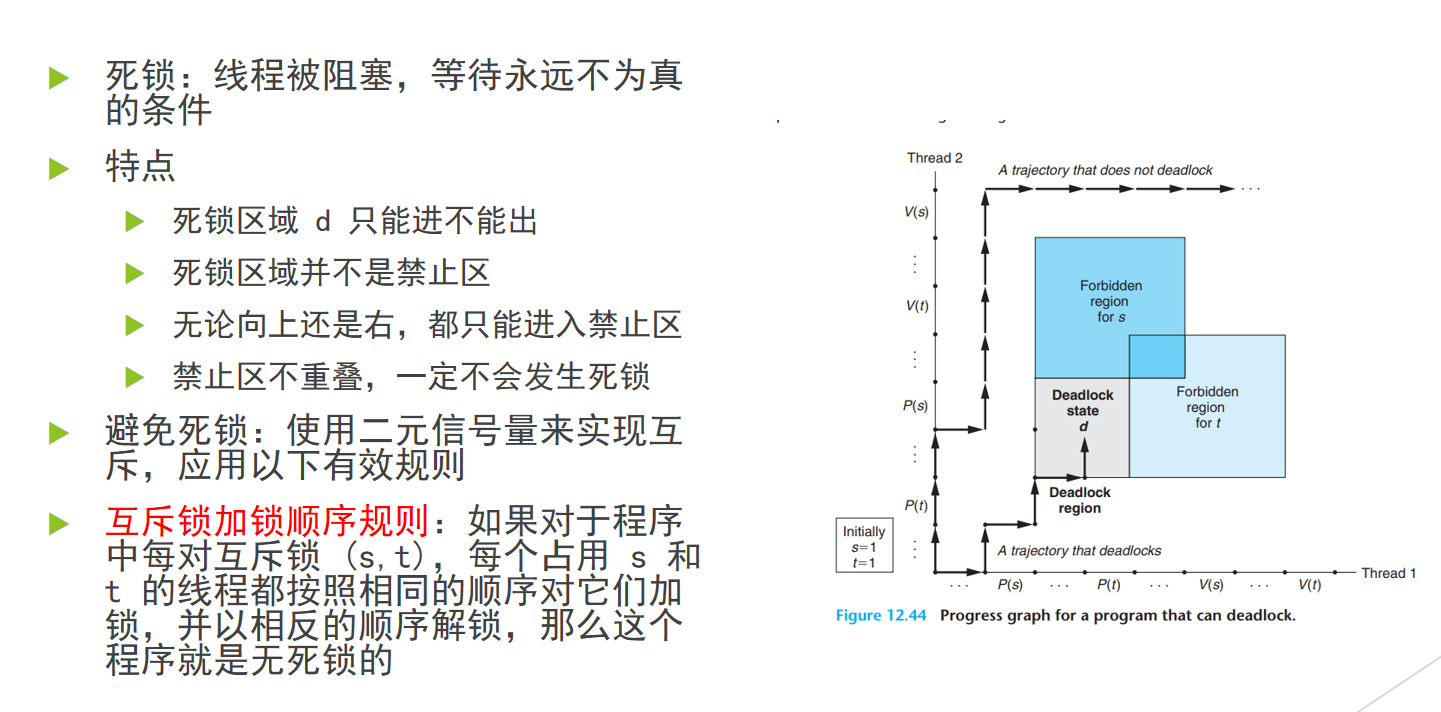 死锁：线程被阻塞，等待永远不为真
的条件
特点
死锁区域 d 只能进不能出
死锁区域并不是禁止区
无论向上还是右，都只能进入禁止区
禁止区不重叠，一定不会发生死锁
避免死锁：使用二元信号量来实现互
斥，应用以下有效规则
互斥锁加锁顺序规则：如果对于程序
中每对互斥锁 (s,t)，每个占用 s 和
t 的线程都按照相同的顺序对它们加
锁，并以相反的顺序解锁，那么这个
程序就是无死锁的
Thread 2
A trajectory that does not deadlock
...
V(s)
...
V(t)
...
P(s)
...
P(t)
...
Forbidden
region
for s
Forbidden
region
for t
Deadlock
state
d
Deadlock
region
Initially
s=1
t=1
A trajectory that deadlocks
... P(s) ... P(t) ... V(s) ... V(t)
Thread 1
Figure 12.44 Progress graph for a program that can deadlock.